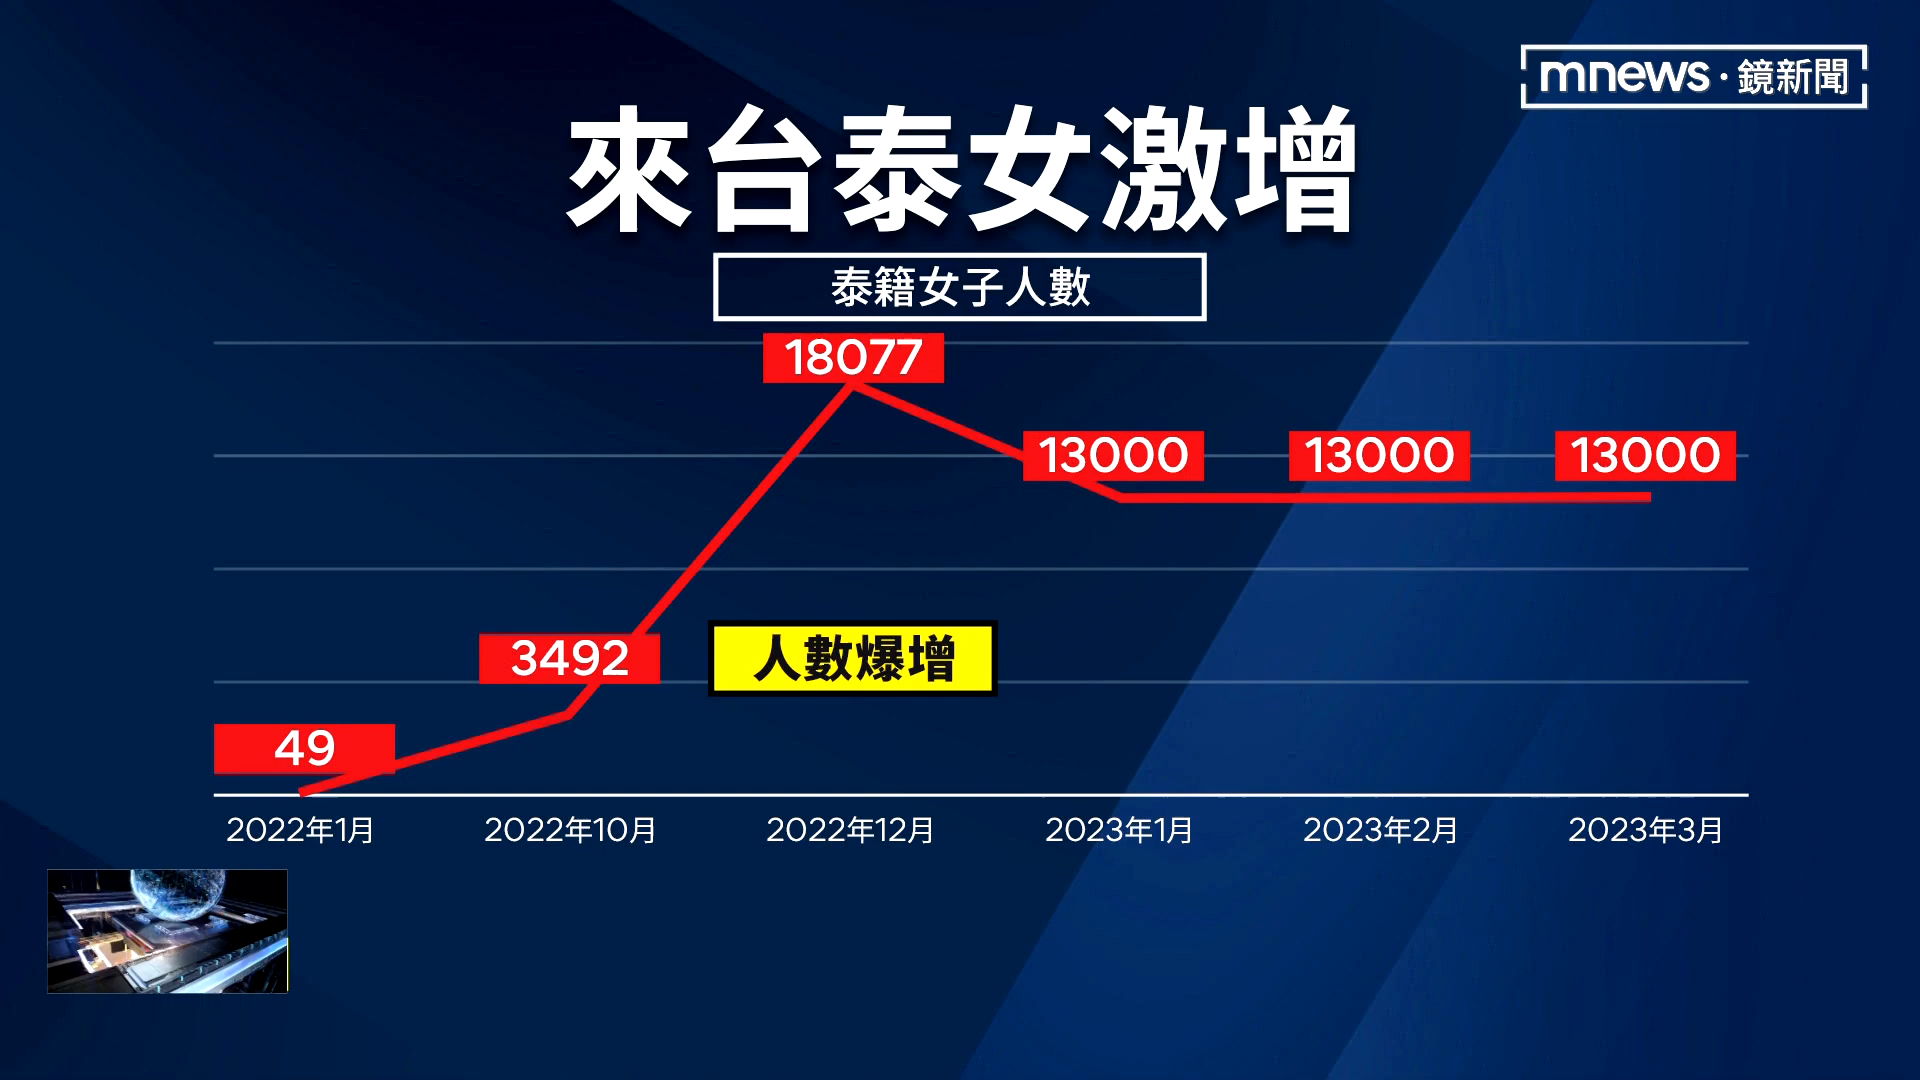 mnews·鏡新聞
來台泰女激增
泰籍女子人數
18077
13000 13000 13000
3492
人數爆增
49
2022年1月 2022年10月 2022年12月 2023年1月 2023年2月 2023年3月